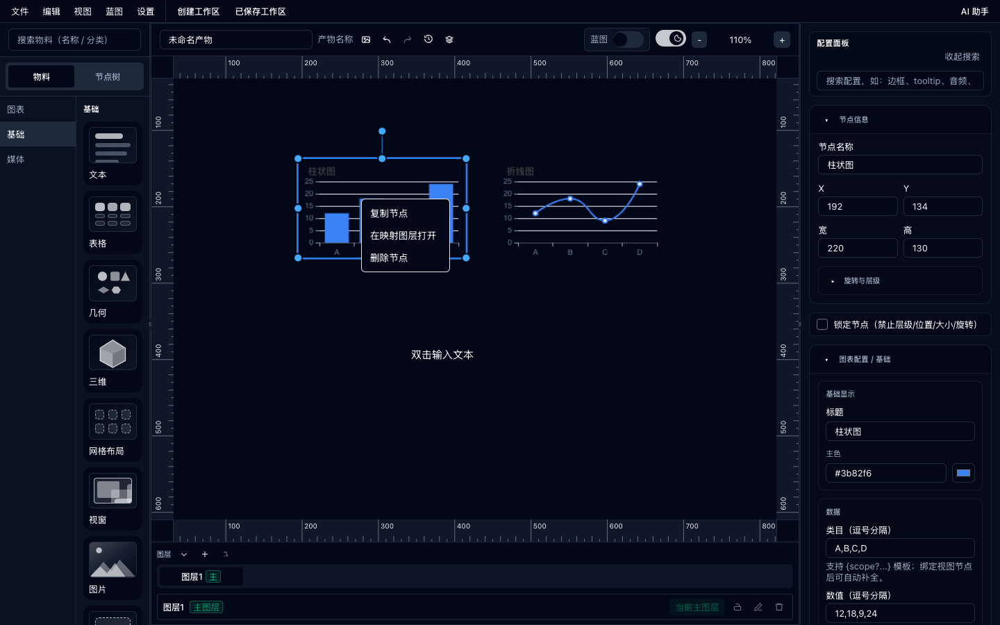 文件 编辑 视图 蓝图 设置 创建工作区 已保存工作区 AI 助手
搜索物料（名称 / 分类）
物料 节点树
图表
基础
媒体
基础
文本
表格
几何
三维
网格布局
视窗
图片
未命名产物 产物名称 蓝图 - 110% +
100 200 300 400 500 600 700 800
100
200
300
400
500
600
柱状图
25
20
15
10
5
0
A
复制节点
在映射图层打开
删除节点
折线图
25
20
15
10
5
0
A B C D
双击输入文本
100
200
300
400
500
600
100 200 300 400 500 600 700 800
图层
图层1 主
图层1 主图层 当前主图层
配置面板
收起搜索
搜索配置，如：边框、tooltip、音频、
节点信息
节点名称
柱状图
X Y
192 134
宽 高
220 130
旋转与层级
锁定节点（禁止层级/位置/大小/旋转）
图表配置 / 基础
基础显示
标题
柱状图
主色
#3b82f6
数据
类目（逗号分隔）
A,B,C,D
支持 {scope?...} 模板；绑定视图节点
后可自动补全。
数值（逗号分隔）
12,18,9,24